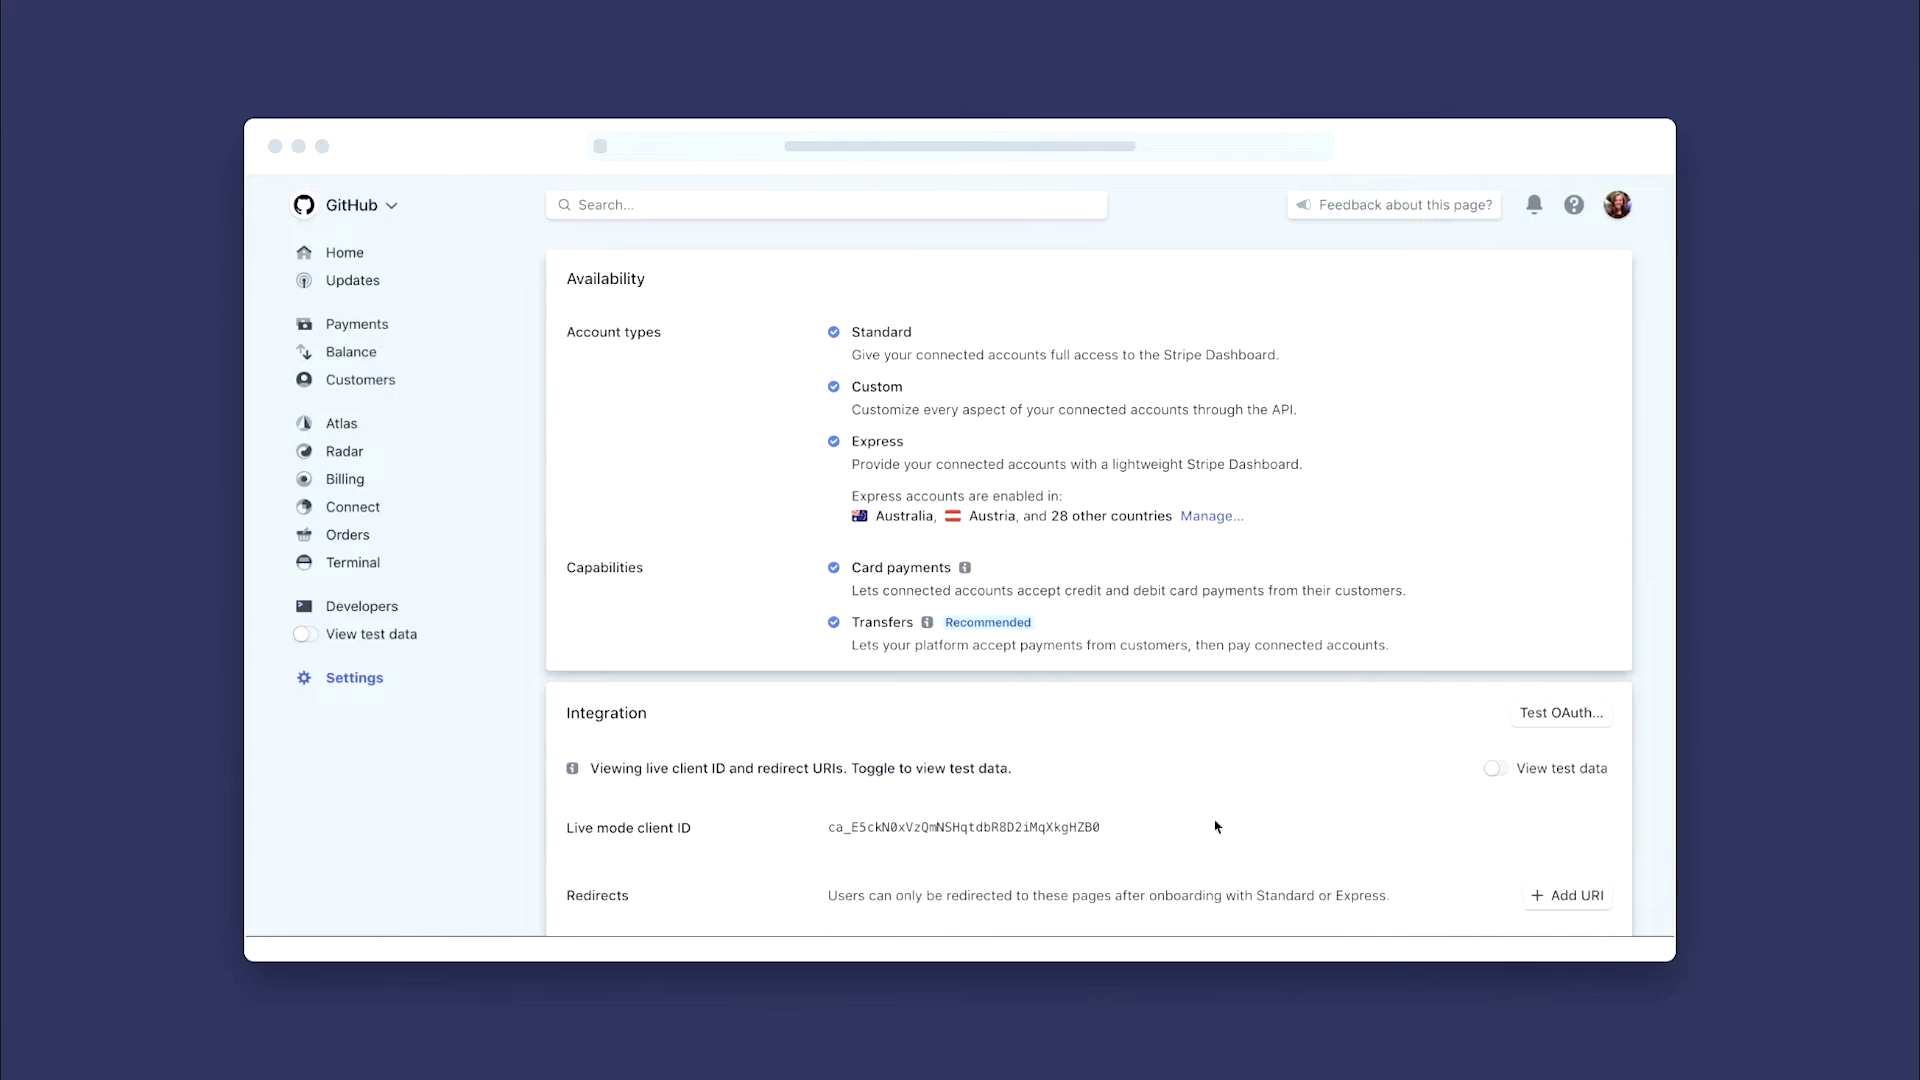 GitHub
Search...
Feedback about this page?
Home
Updates
Payments
Balance
Customers
Atlas
Radar
Billing
Connect
Orders
Terminal
Developers
View test data
Settings
Availability
Account types
Standard
Give your connected accounts full access to the Stripe Dashboard.
Custom
Customize every aspect of your connected accounts through the API.
Express
Provide your connected accounts with a lightweight Stripe Dashboard.
Express accounts are enabled in:
Australia, Austria, and 28 other countries Manage...
Capabilities
Card payments
Lets connected accounts accept credit and debit card payments from their customers.
Transfers Recommended
Lets your platform accept payments from customers, then pay connected accounts.
Integration
Test OAuth...
Viewing live client ID and redirect URIs. Toggle to view test data.
View test data
Live mode client ID
ca_E5ckN0xVzQmNSHqtdbR8D2iMqXkgHZB0
Redirects
Users can only be redirected to these pages after onboarding with Standard or Express.
+ Add URI